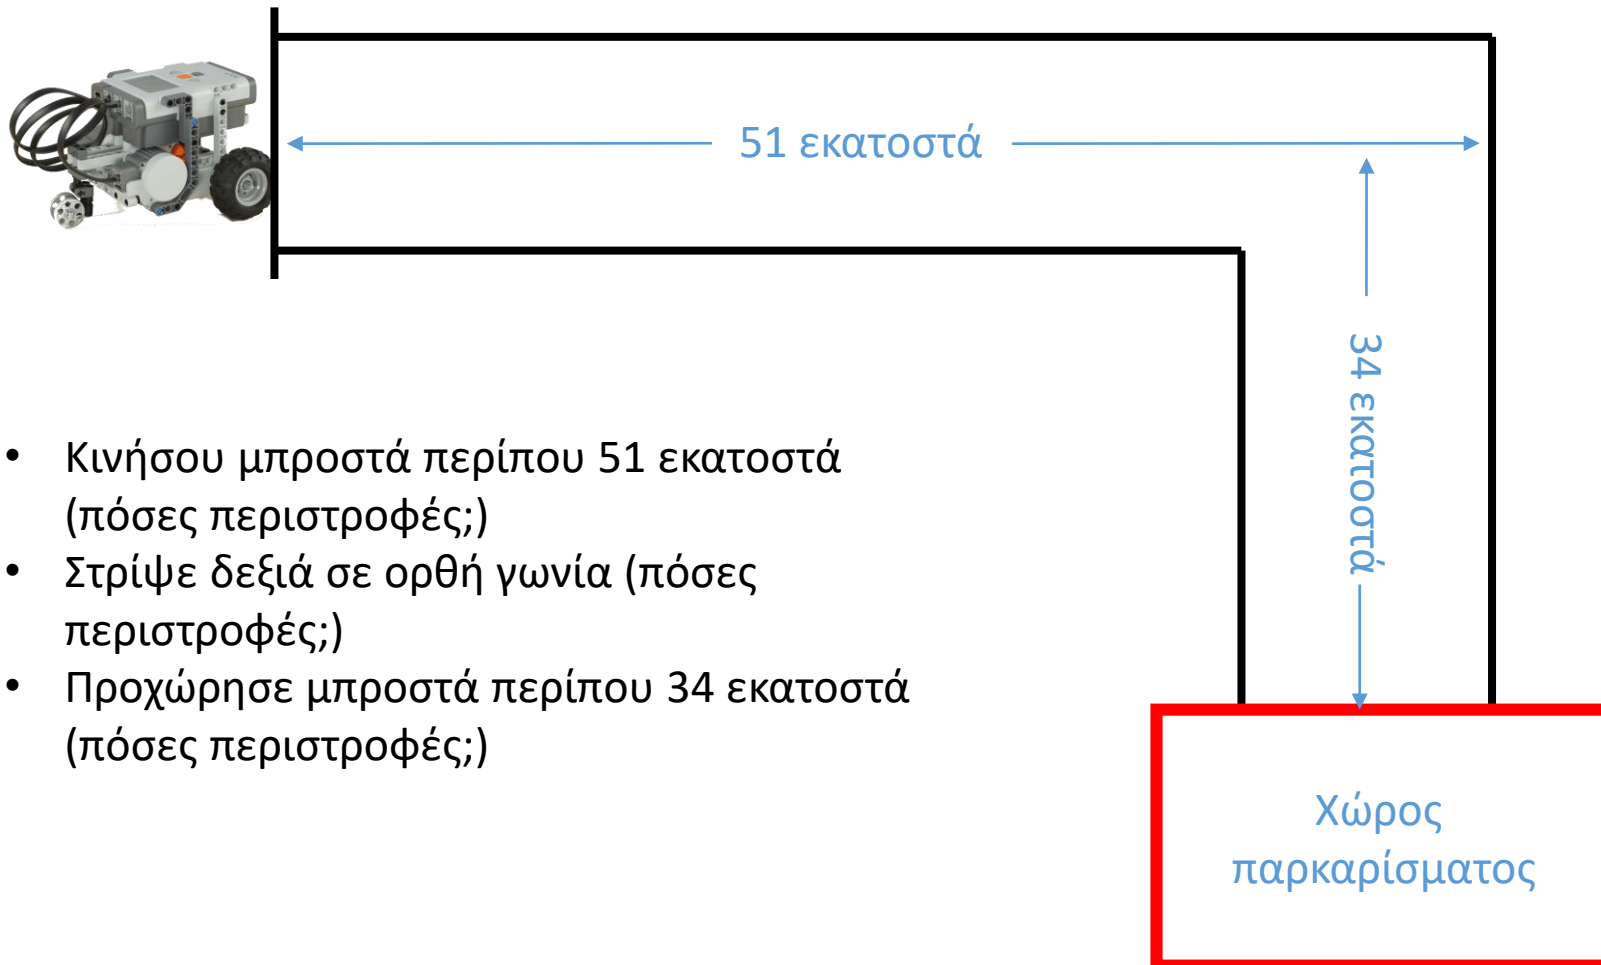 51 εκατοστά
34 εκατοστά
• Κινήσου μπροστά περίπου 51 εκατοστά
(πόσες περιστροφές;)
• Στρίψε δεξιά σε ορθή γωνία (πόσες
περιστροφές;)
• Προχώρησε μπροστά περίπου 34 εκατοστά
(πόσες περιστροφές;)
Χώρος
παρκαρίσματος